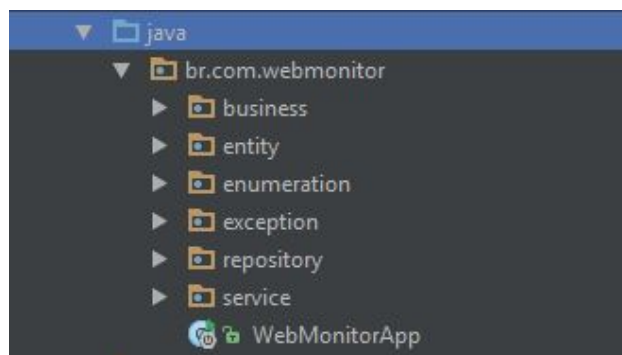 java
br.com.webmonitor
business
entity
enumeration
exception
repository
service
WebMonitorApp